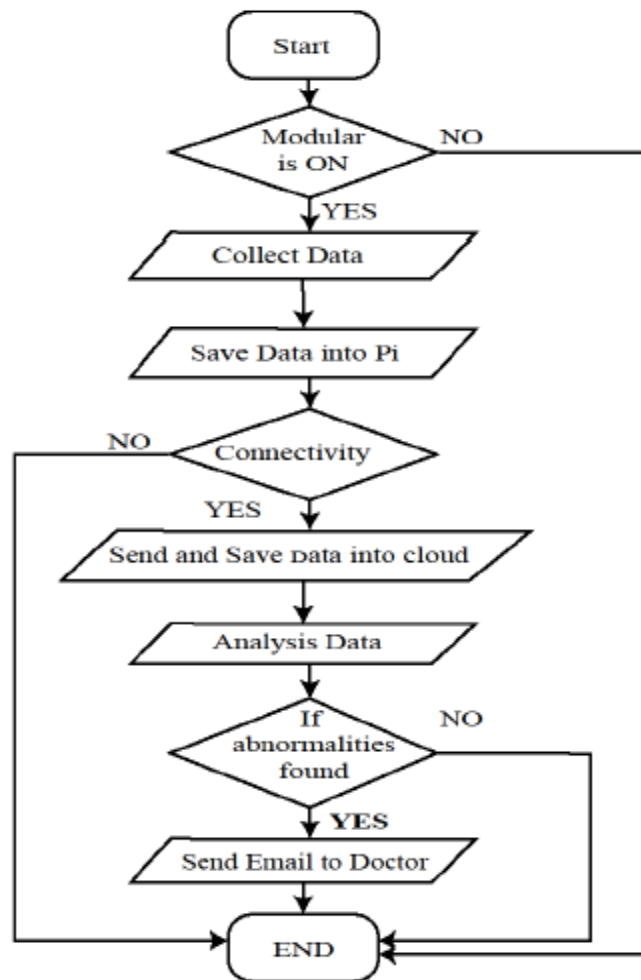 Start
Modular
is ON
NO
YES
Collect Data
Save Data into Pi
NO
Connectivity
YES
Send and Save Data into cloud
Analysis Data
If
abnormalities
found
NO
YES
Send Email to Doctor
END